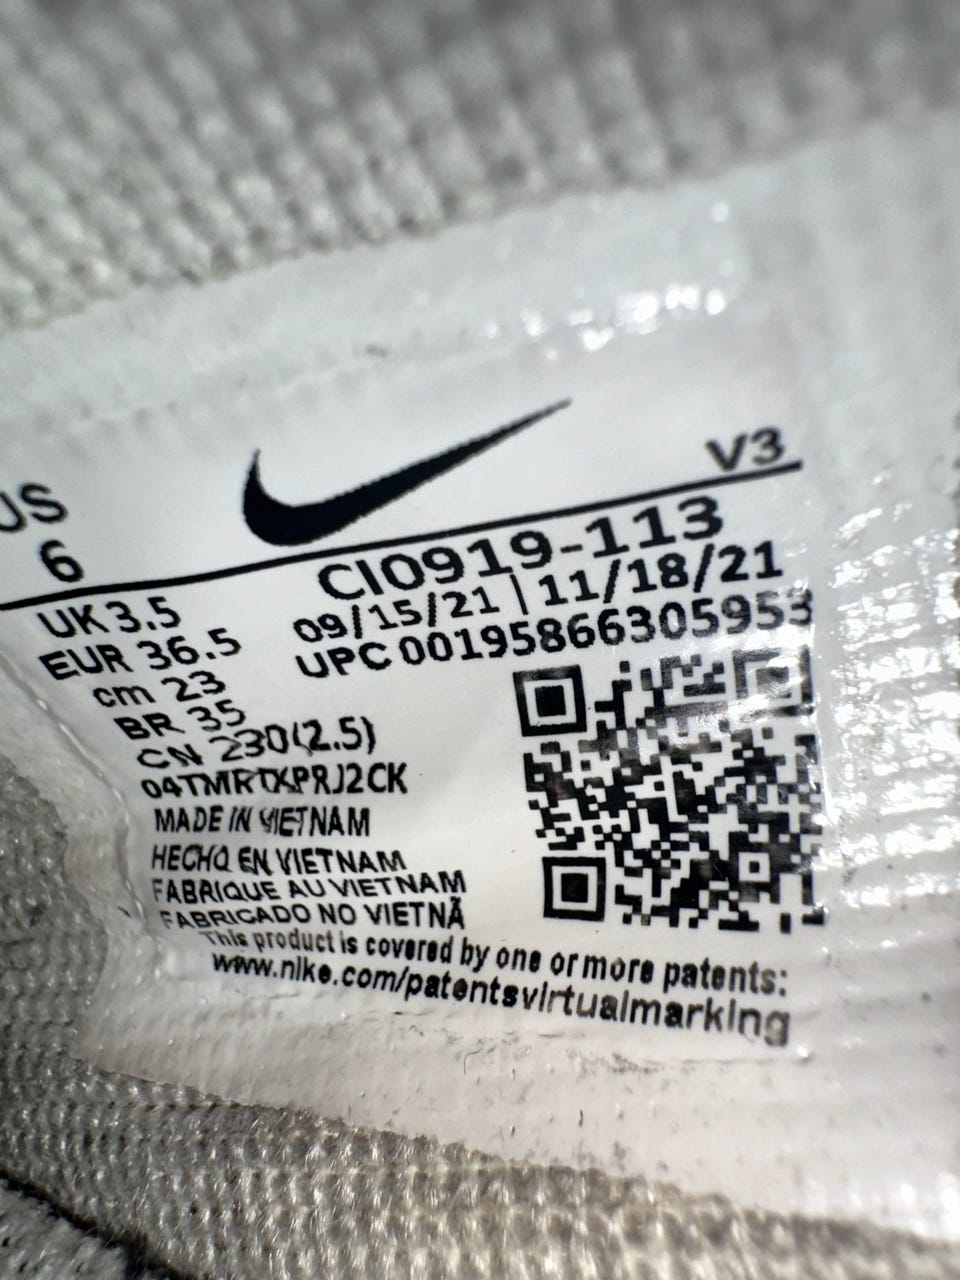 US
6
V3
CI0919-113
09/15/21 | 11/18/21
UPC 00195866305953
UK 3.5
EUR 36.5
cm 23
BR 35
CN 230(2.5)
MADE IN VIETNAM
HECHO EN VIETNAM
FABRIQUE AU VIETNAM
FABRICADO NO VIETNÃ
This product is covered by one or more patents:
www.nike.com/patentsvirtualmarking